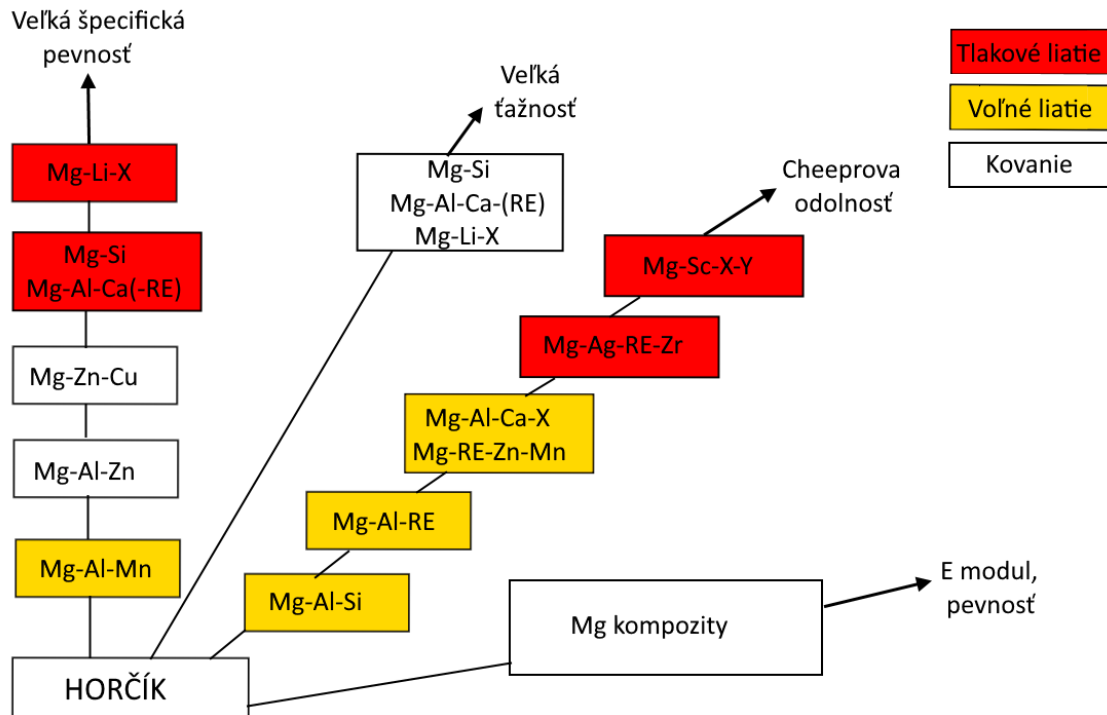 Veľká špecifická
pevnosť
Mg-Li-X
Mg-Si
Mg-Al-Ca(-RE)
Mg-Zn-Cu
Mg-Al-Zn
Mg-Al-Mn
HORČÍK
Veľká
ťažnosť
Mg-Si
Mg-Al-Ca-(RE)
Mg-Li-X
Cheeprova
odolnosť
Mg-Sc-X-Y
Mg-Ag-RE-Zr
Mg-Al-Ca-X
Mg-RE-Zn-Mn
Mg-Al-RE
Mg-Al-Si
E modul,
pevnosť
Mg kompozity
Tlakové liatie
Voľné liatie
Kovanie